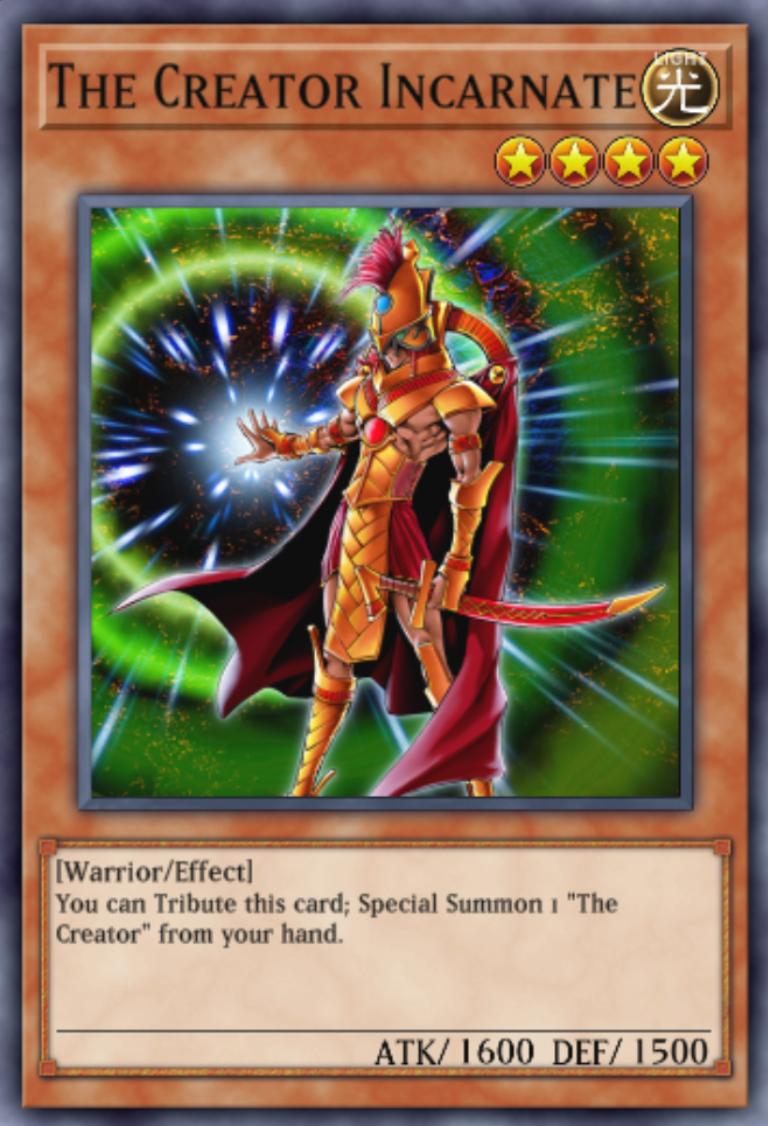 The Creator Incarnate
LIGHT
光
[Warrior/Effect]
You can Tribute this card; Special Summon 1 "The
Creator" from your hand.
ATK/ 1600 DEF/ 1500